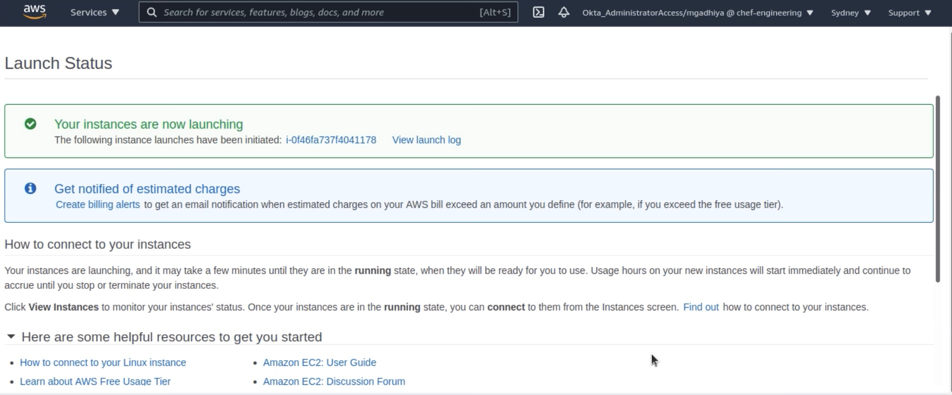 aws Services Search for services, features, blogs, docs, and more [Alt+S] Okta_AdministratorAccess/mgadhiya @ chef-engineering Sydney Support
Launch Status
Your instances are now launching
The following instance launches have been initiated: i-0f46fa737f4041178 View launch log
Get notified of estimated charges
Create billing alerts to get an email notification when estimated charges on your AWS bill exceed an amount you define (for example, if you exceed the free usage tier).
How to connect to your instances
Your instances are launching, and it may take a few minutes until they are in the running state, when they will be ready for you to use. Usage hours on your new instances will start immediately and continue to
accrue until you stop or terminate your instances.
Click View Instances to monitor your instances' status. Once your instances are in the running state, you can connect to them from the Instances screen. Find out how to connect to your instances.
Here are some helpful resources to get you started
• How to connect to your Linux instance • Amazon EC2: User Guide
• Learn about AWS Free Usage Tier • Amazon EC2: Discussion Forum